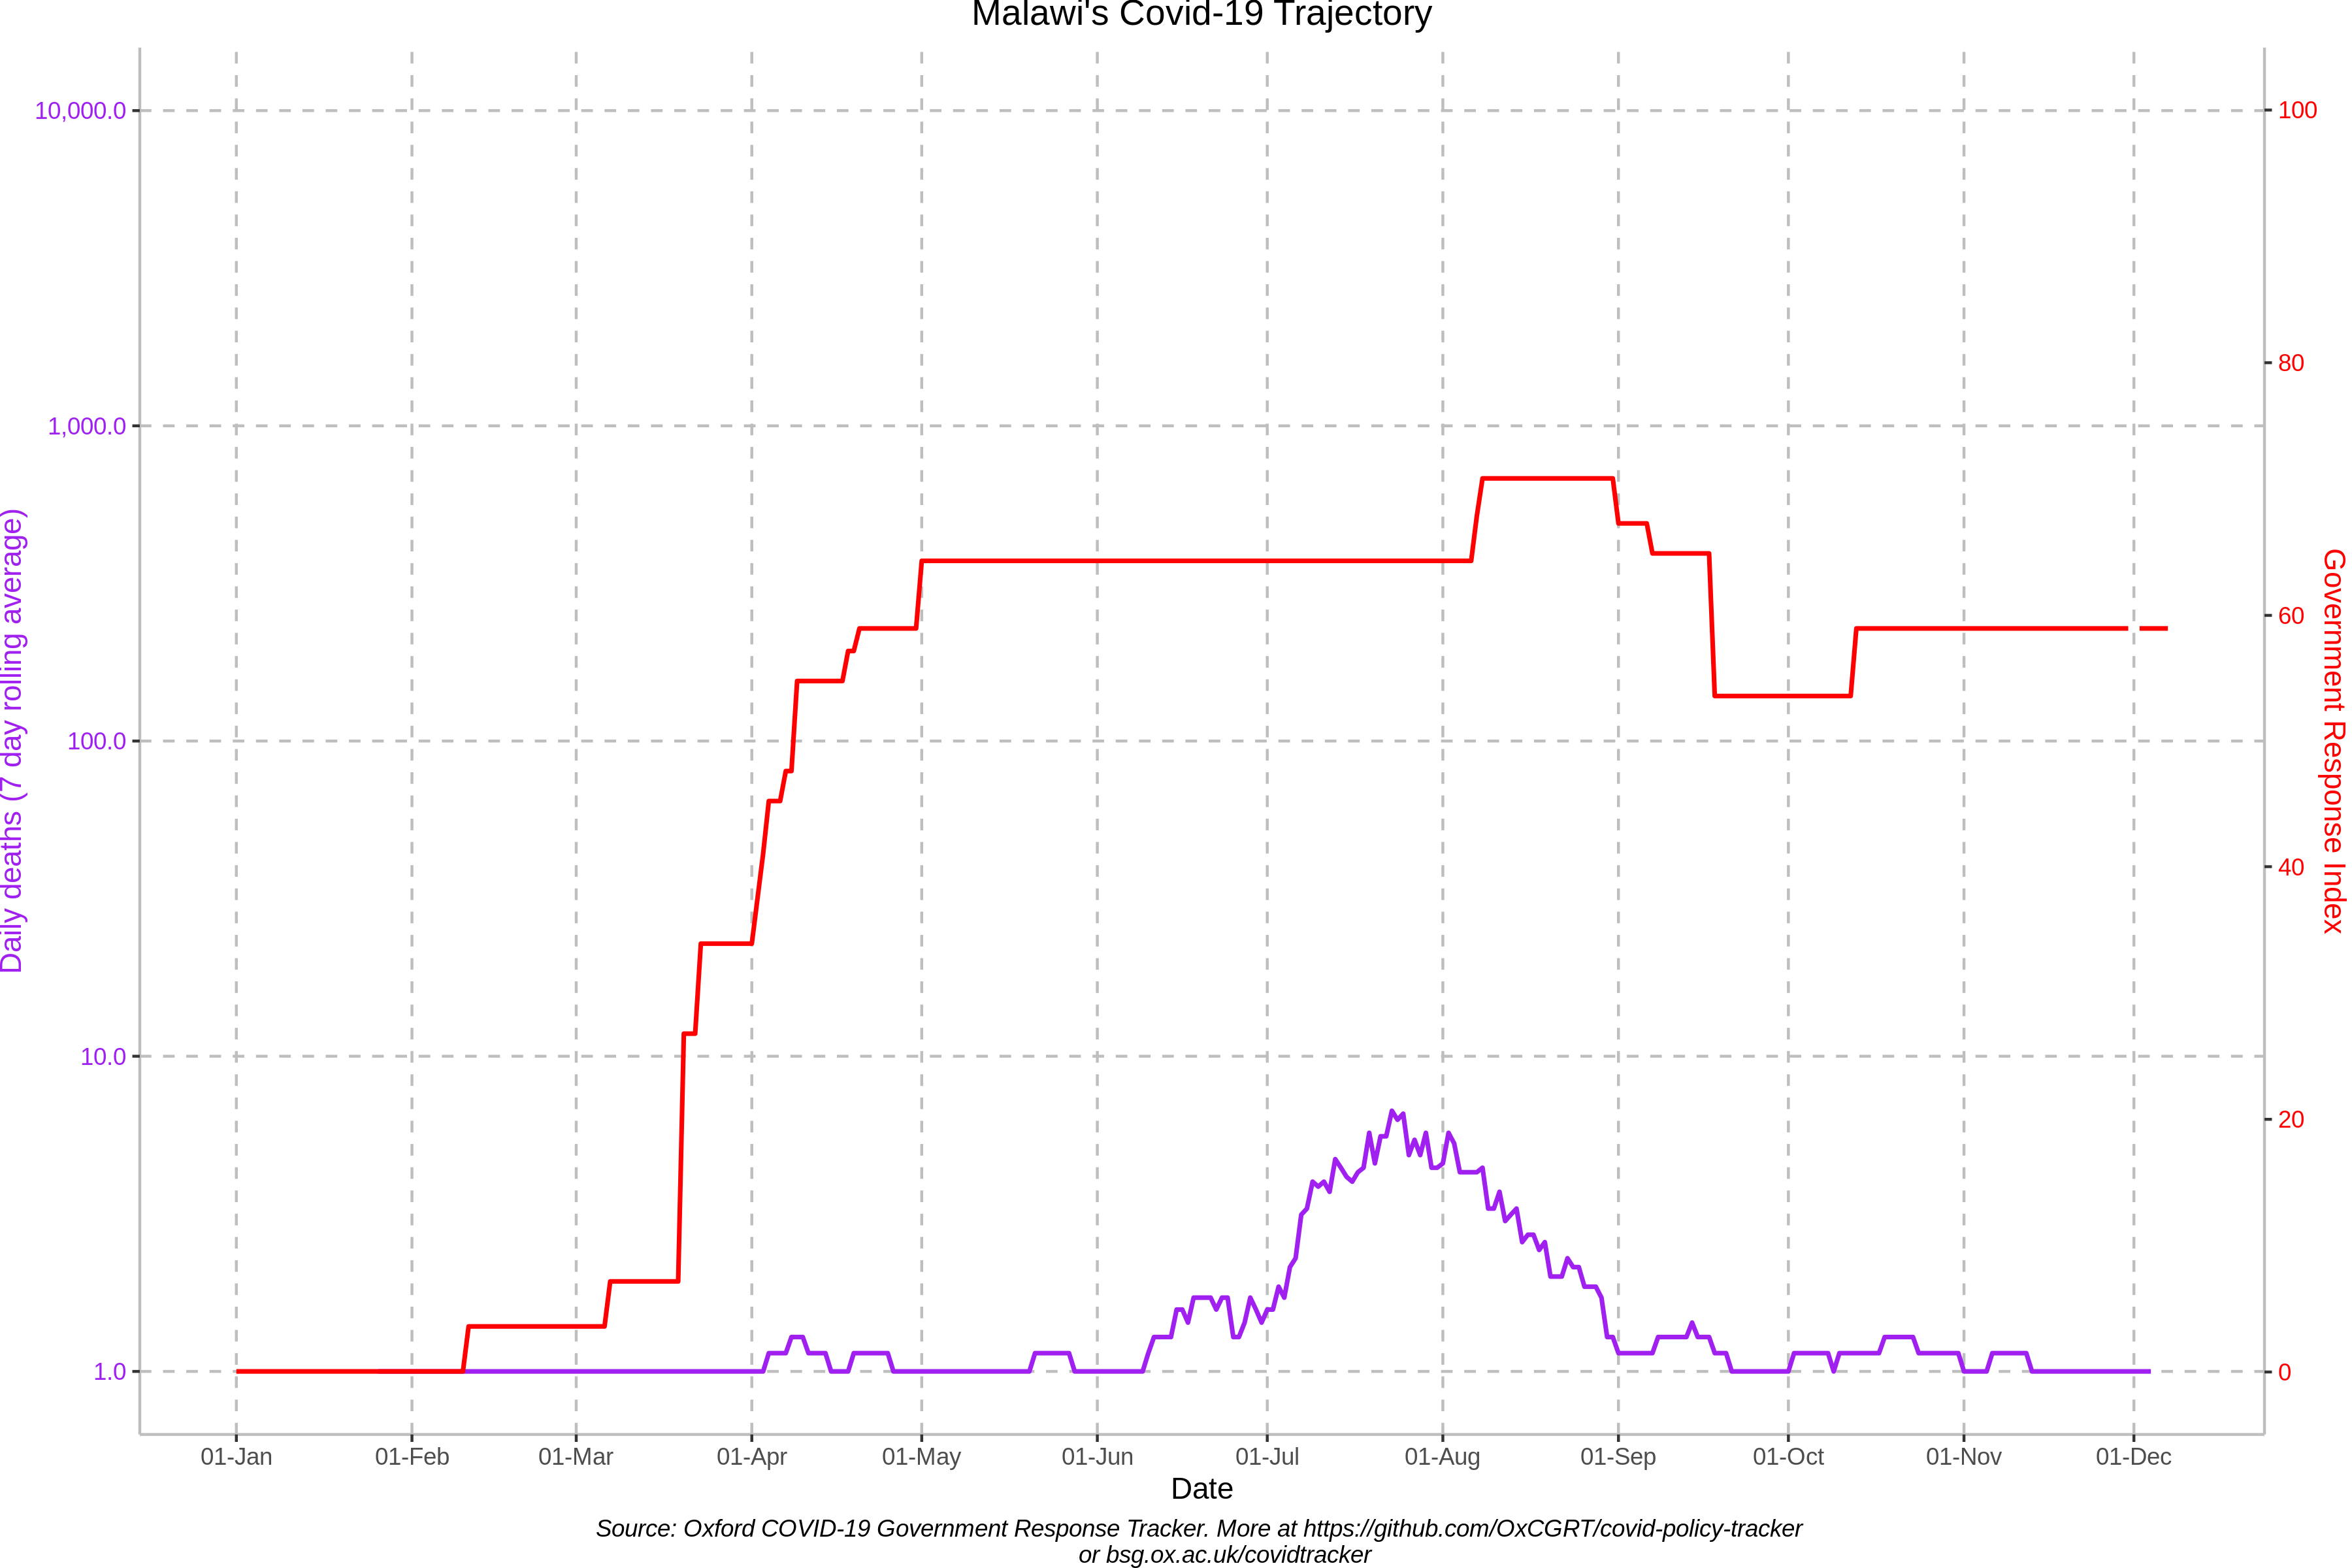 Malawi's Covid-19 Trajectory
10,000.0
1,000.0
100.0
10.0
1.0
Daily deaths (7 day rolling average)
100
80
60
40
20
0
Government Response Index
01-Jan
01-Feb
01-Mar
01-Apr
01-May
01-Jun
01-Jul
01-Aug
01-Sep
01-Oct
01-Nov
01-Dec
Date
Source: Oxford COVID-19 Government Response Tracker. More at https://github.com/OxCGRT/covid-policy-tracker
or bsg.ox.ac.uk/covidtracker